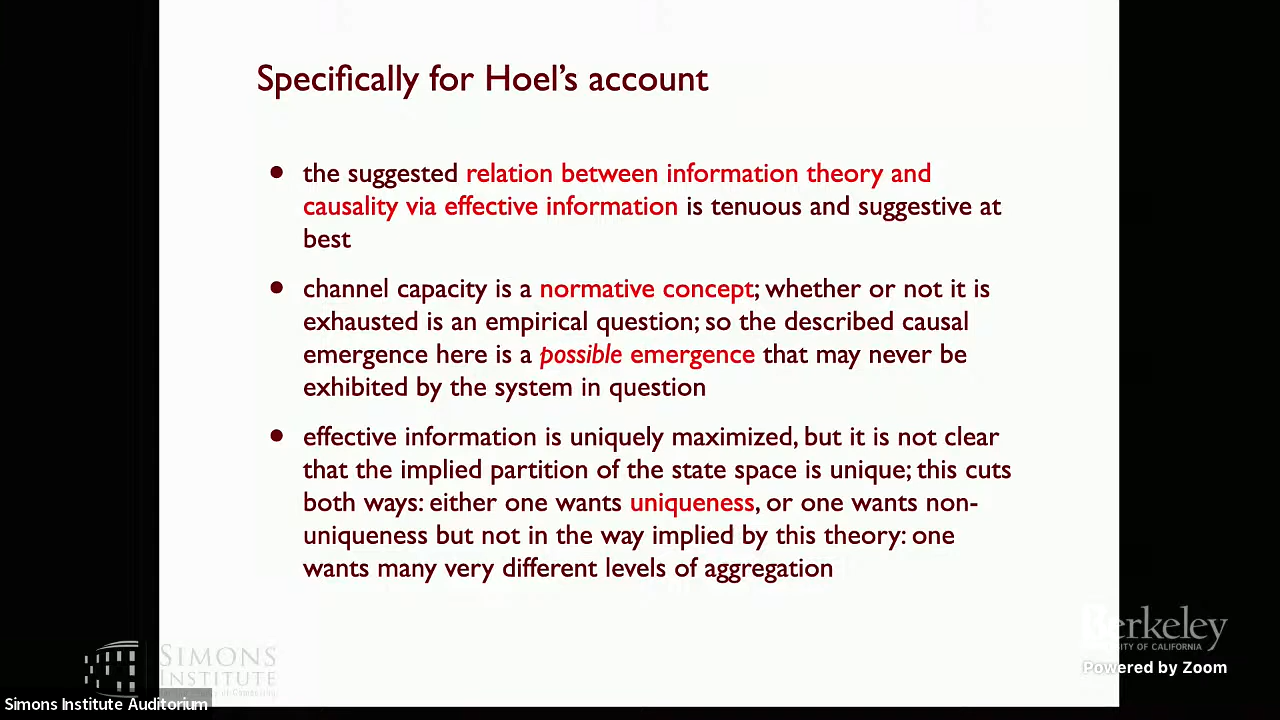 Specifically for Hoel's account
• the suggested relation between information theory and
causality via effective information is tenuous and suggestive at
best
• channel capacity is a normative concept; whether or not it is
exhausted is an empirical question; so the described causal
emergence here is a possible emergence that may never be
exhibited by the system in question
• effective information is uniquely maximized, but it is not clear
that the implied partition of the state space is unique; this cuts
both ways: either one wants uniqueness, or one wants non-
uniqueness but not in the way implied by this theory: one
wants many very different levels of aggregation
SIMONS
INSTITUTE
Berkeley
OF CALIFORNIA
Powered by Zoom
Simons Institute Auditorium